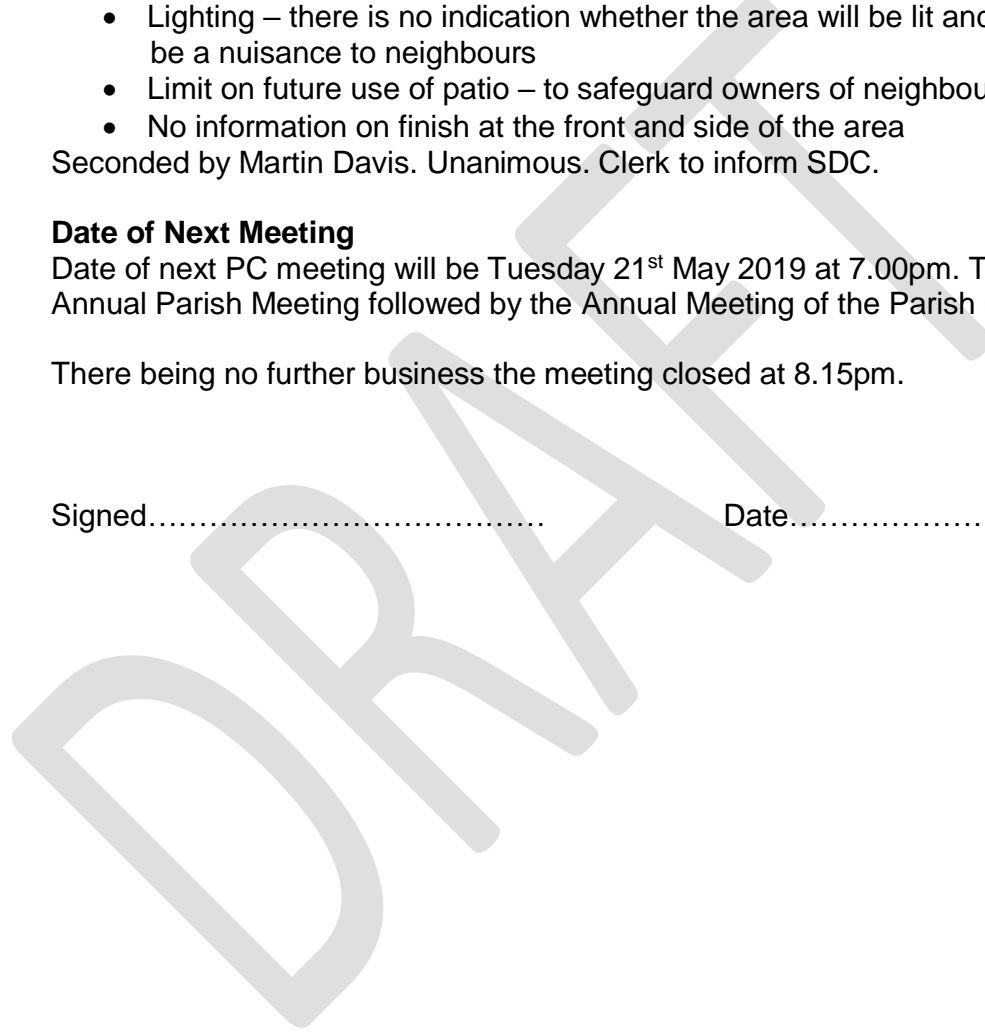 • Lighting – there is no indication whether the area will be lit and
be a nuisance to neighbours
• Limit on future use of patio – to safeguard owners of
• No information on finish at the front and side of the area
Seconded by Martin Davis. Unanimous. Clerk to inform SDC.
Date of Next Meeting
Date of next PC meeting will be Tuesday 21st May 2019 at 7.00pm.
Annual Parish Meeting followed by the Annual Meeting of the Parish
There being no further business the meeting closed at 8.15pm.
Signed………………………………… Date……………….
DRAFT